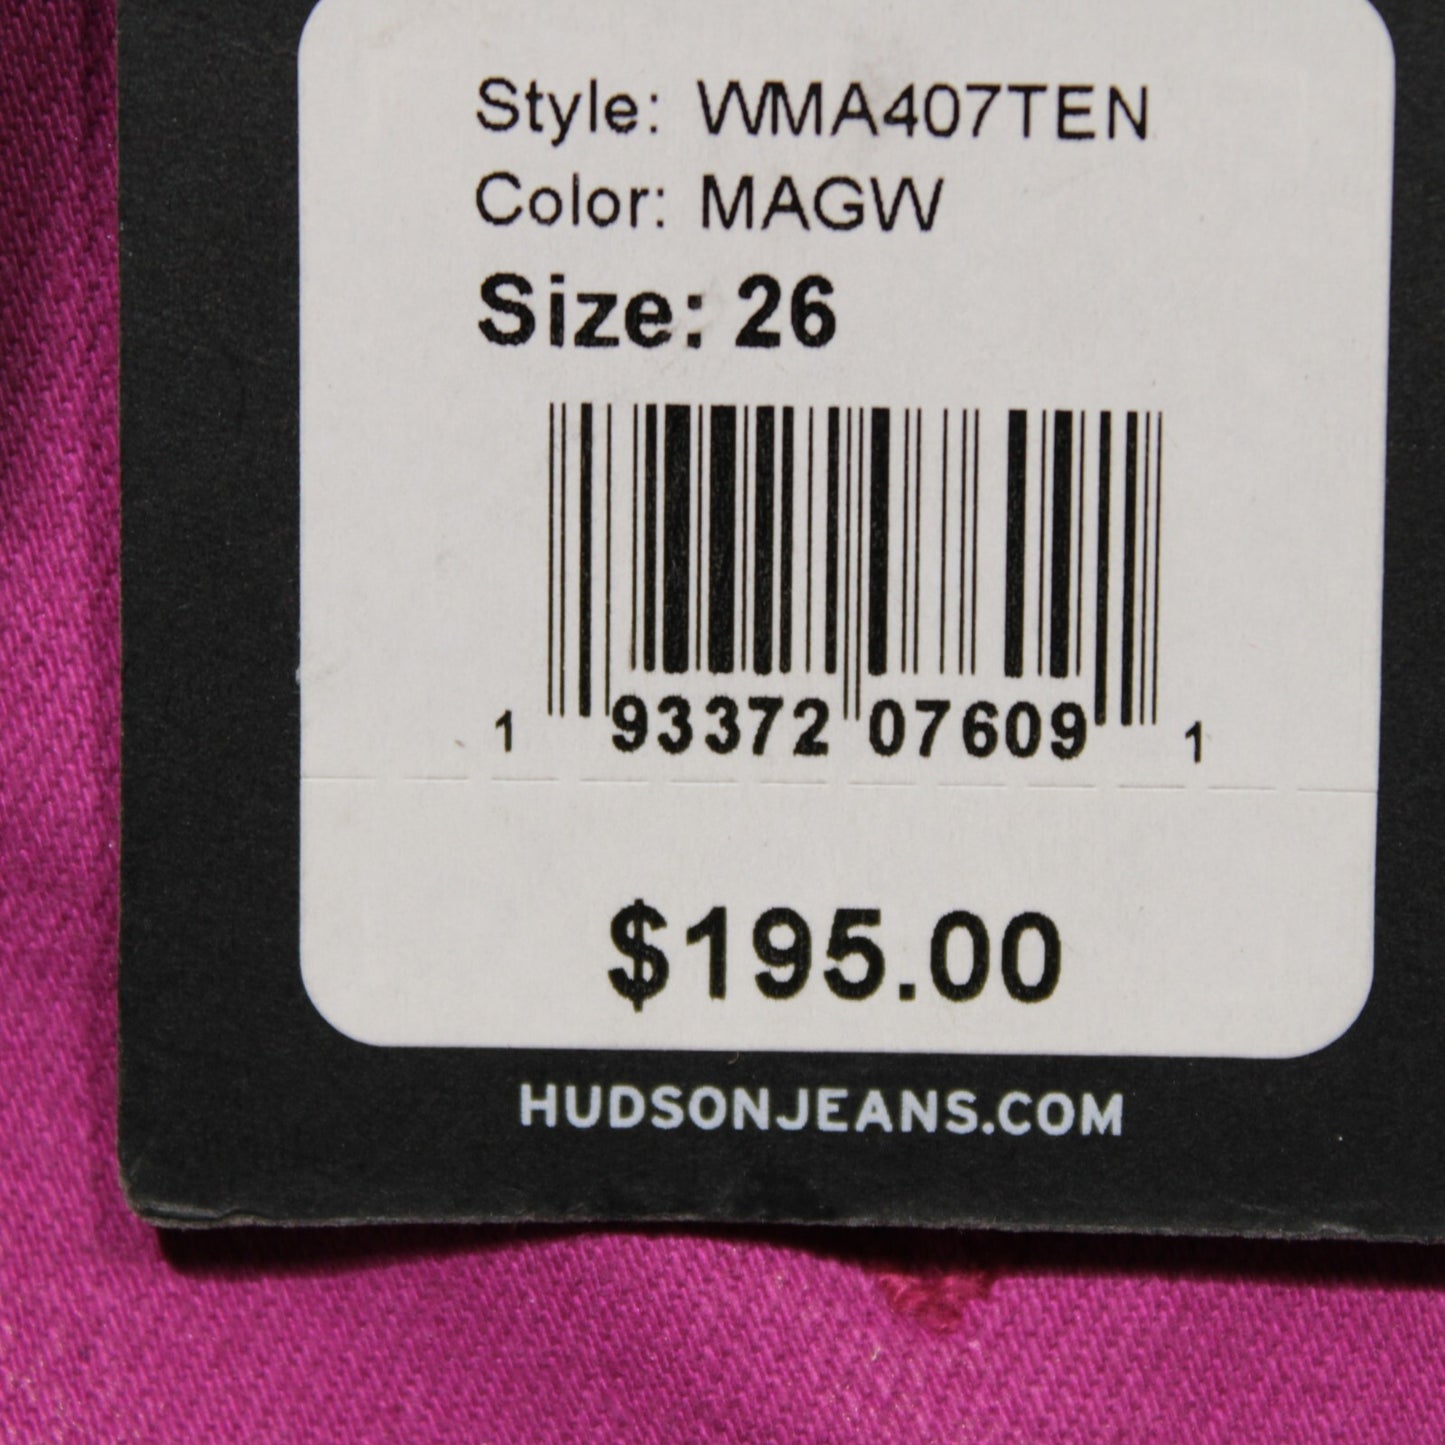 Style: WMA407TEN
Color: MAGW
Size: 26
1 93372 07609 1
$195.00
HUDSONJEANS.COM